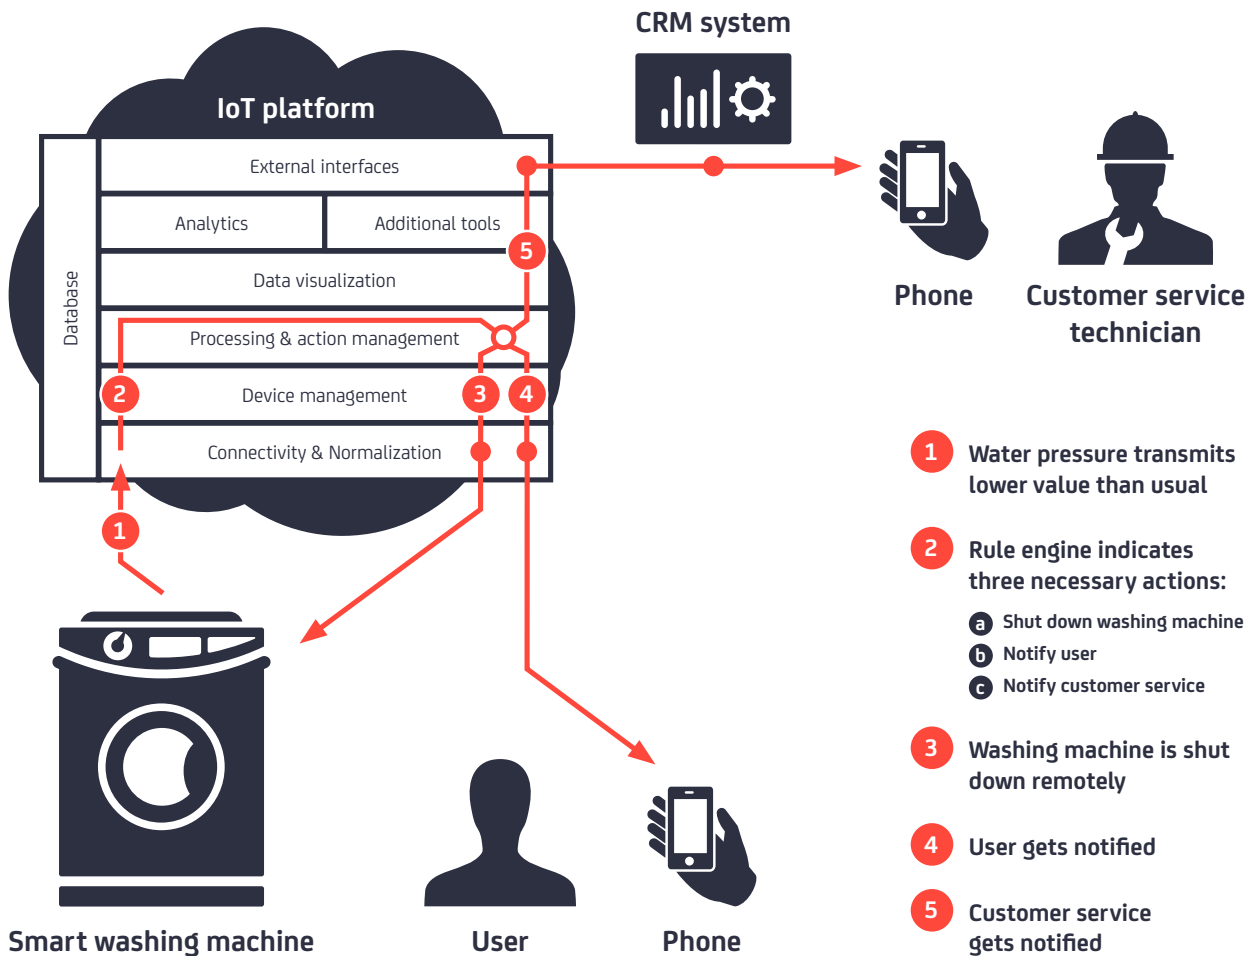 CRM system
IoT platform
External interfaces
Analytics
Additional tools
5
Data visualization
Database
Processing & action management
2
Device management
3
4
Connectivity & Normalization
1
Phone
Customer service
technician
1 Water pressure transmits
lower value than usual
2 Rule engine indicates
three necessary actions:
a Shut down washing machine
b Notify user
c Notify customer service
3 Washing machine is shut
down remotely
4 User gets notified
5 Customer service
gets notified
Smart washing machine
User
Phone